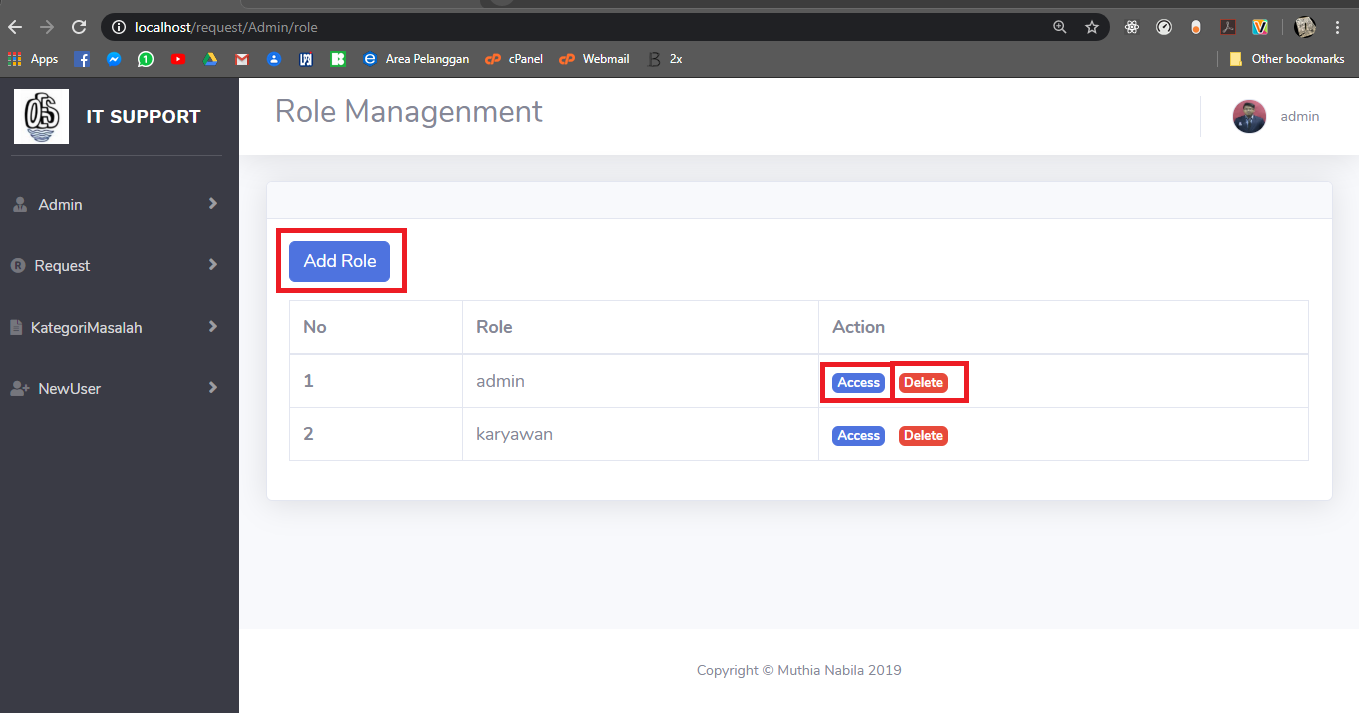 localhost/request/Admin/role
Apps
1
Area Pelanggan
cPanel
Webmail
2x
Other bookmarks
IT SUPPORT
Role Managenment
admin
Admin
R Request
KategoriMasalah
NewUser
Add Role
No Role Action
1 admin Access Delete
2 karyawan Access Delete
Copyright © Muthia Nabila 2019